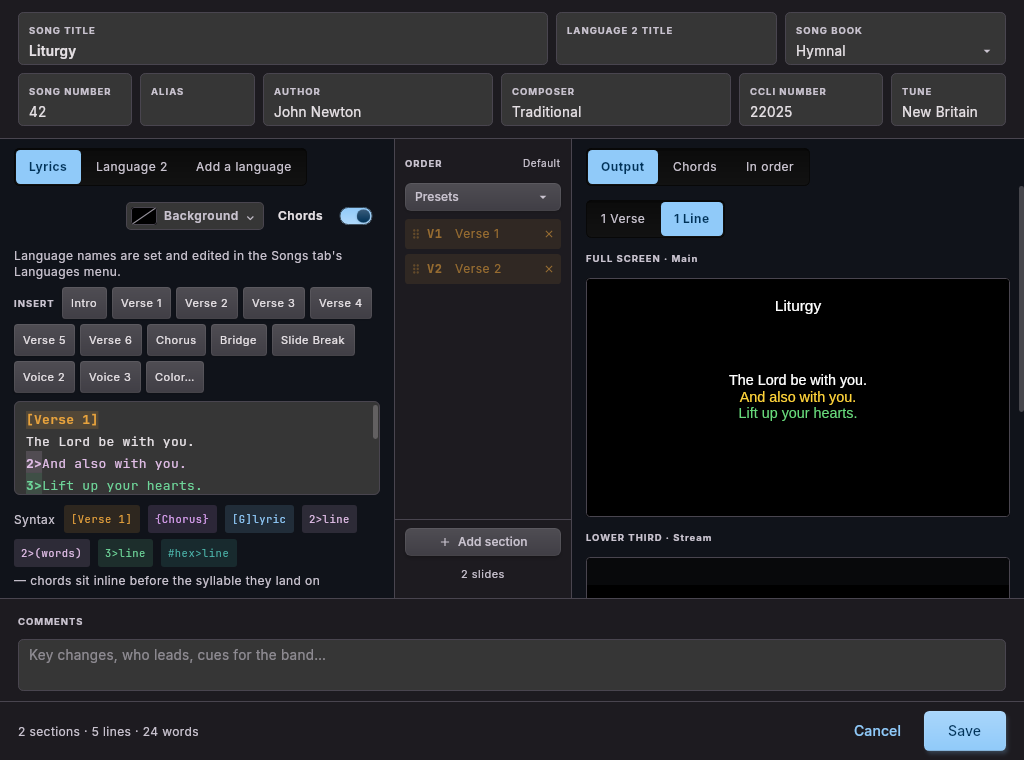 SONG TITLE
Liturgy
LANGUAGE 2 TITLE
SONG BOOK
Hymnal
SONG NUMBER
42
ALIAS
AUTHOR
John Newton
COMPOSER
Traditional
CCLI NUMBER
22025
TUNE
New Britain
Lyrics Language 2 Add a language
Background Chords
Language names are set and edited in the Songs tab's
Languages menu.
INSERT Intro Verse 1 Verse 2 Verse 3 Verse 4
Verse 5 Verse 6 Chorus Bridge Slide Break
Voice 2 Voice 3 Color...
[Verse 1]
The Lord be with you.
2>And also with you.
3>Lift up your hearts.
Syntax [Verse 1] {Chorus} [G]lyric 2>line
2>(words) 3>line #hex>line
— chords sit inline before the syllable they land on
ORDER Default
Presets
V1 Verse 1 ×
V2 Verse 2 ×
+ Add section
2 slides
Output Chords In order
1 Verse 1 Line
FULL SCREEN · Main
Liturgy
The Lord be with you.
And also with you.
Lift up your hearts.
LOWER THIRD · Stream
COMMENTS
Key changes, who leads, cues for the band...
2 sections · 5 lines · 24 words
Cancel Save